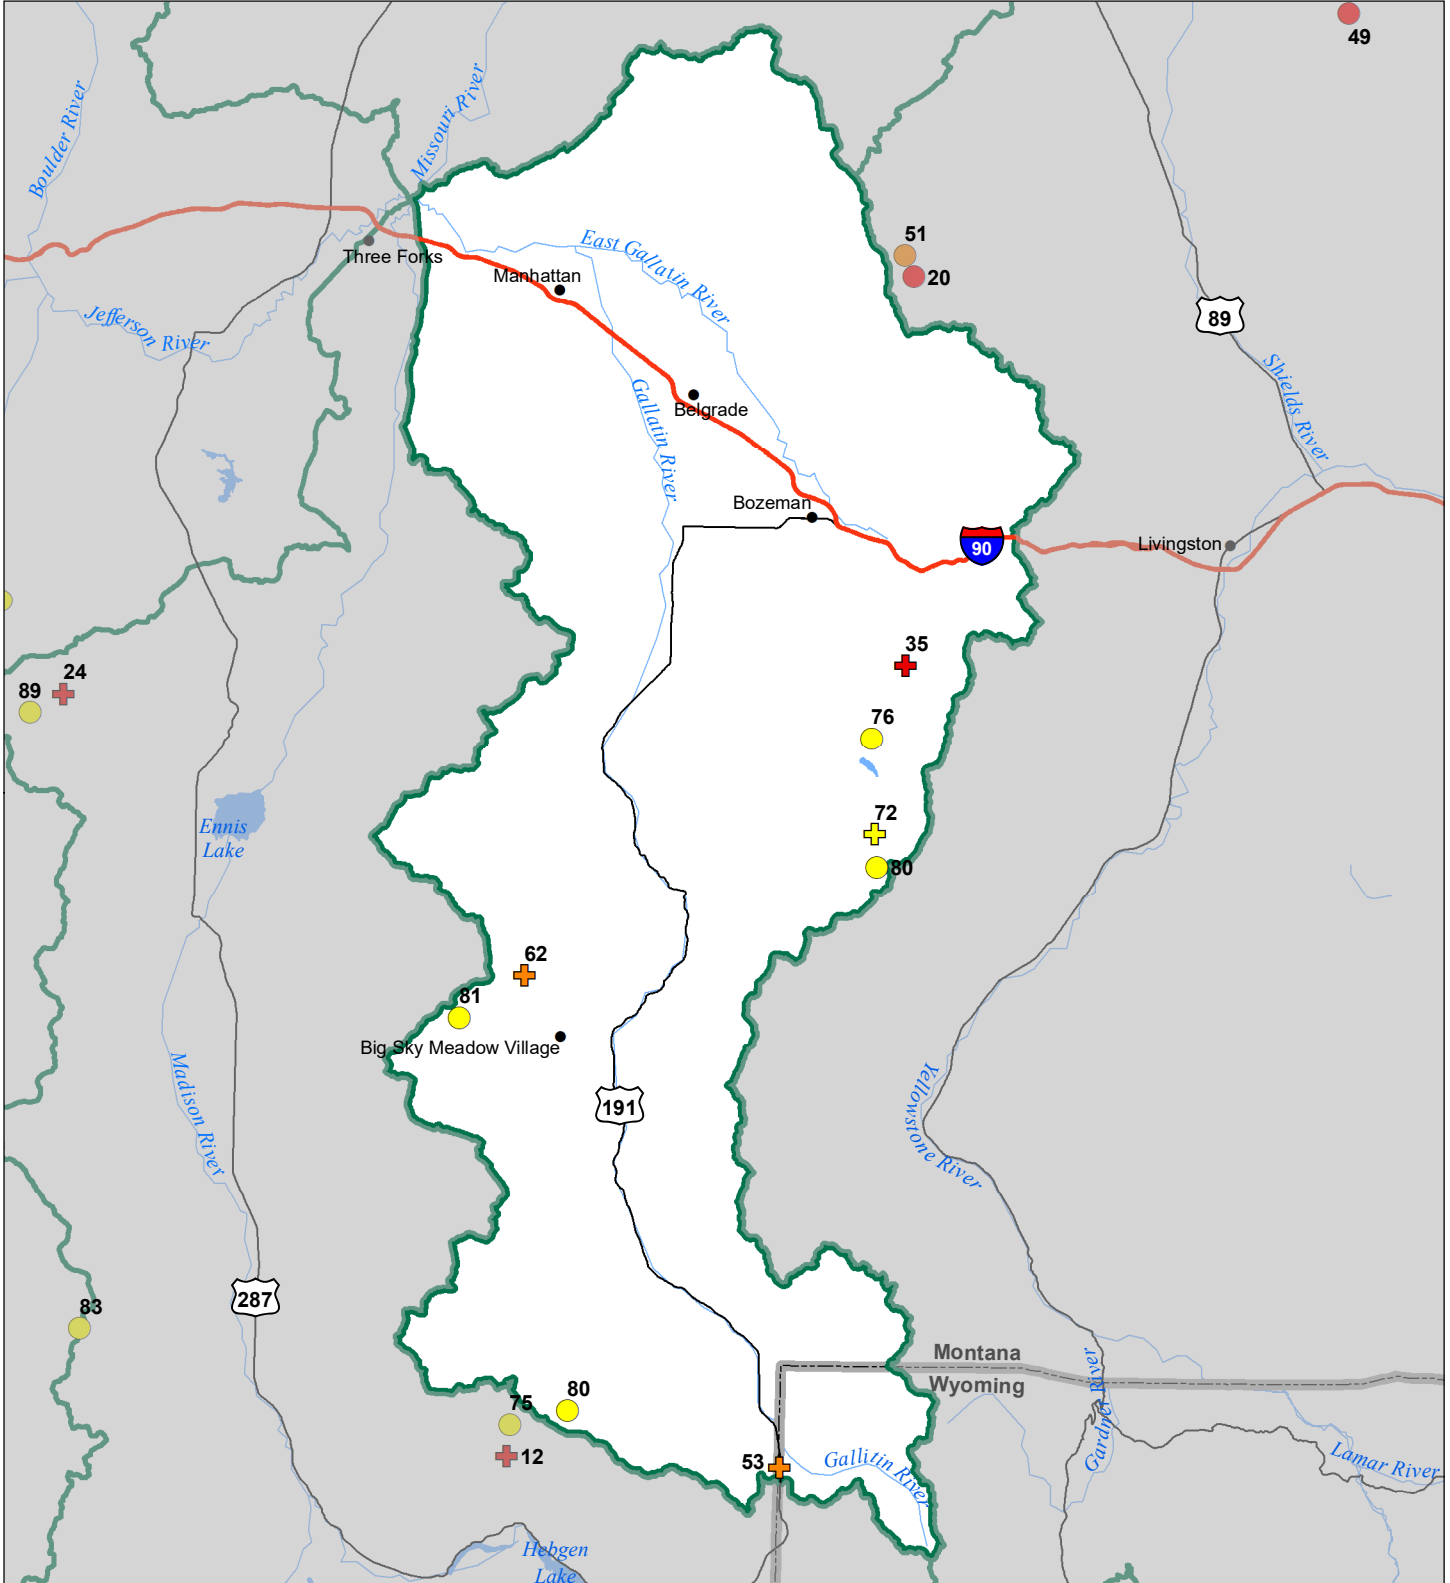 49
Boulder River
Missouri River
51
20
Three Forks
Manhattan
East Gallatin River
89
Jefferson River
Shields River
Gallatin River
Belgrade
Bozeman
90
Livingston
35
24
89
76
72
80
Ennis
Lake
62
81
Big Sky Meadow Village
Madison River
191
Yellowstone River
287
83
Montana
Wyoming
Gardner River
75
80
12
53
Gallitin River
Lamar River
Hebgen
Lake